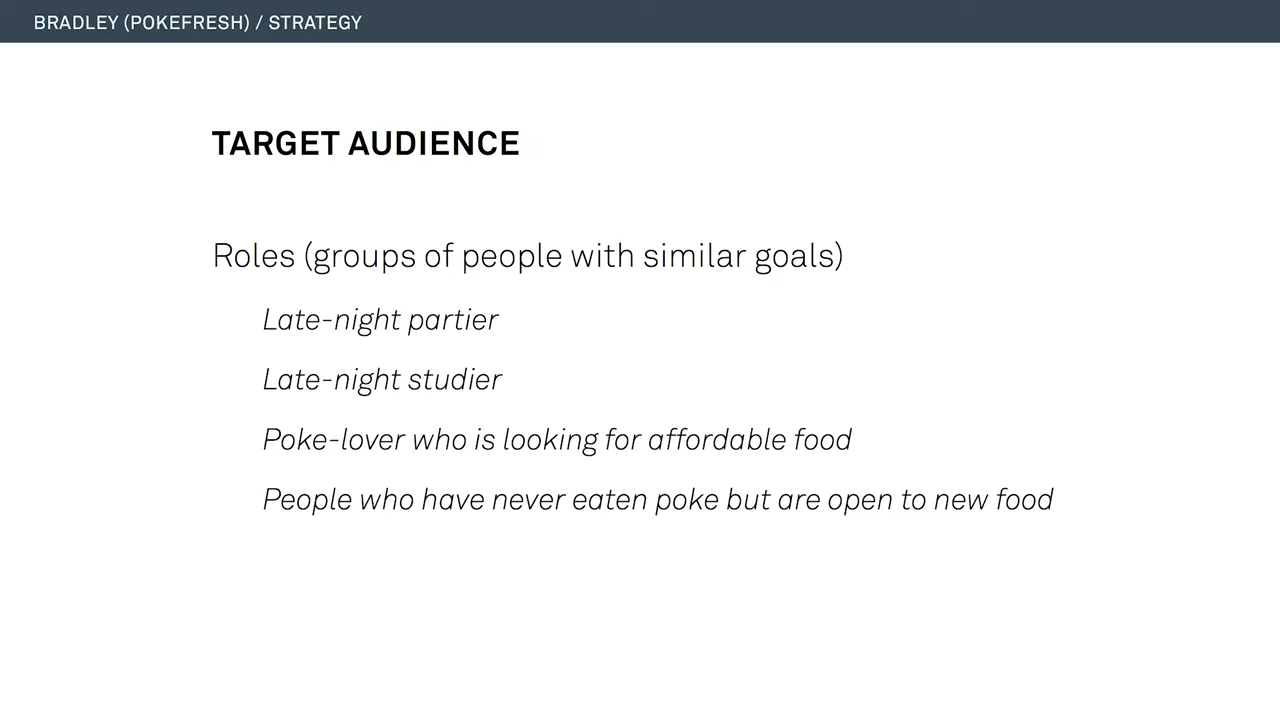 BRADLEY (POKEFRESH) / STRATEGY
TARGET AUDIENCE
Roles (groups of people with similar goals)
Late-night partier
Late-night studier
Poke-lover who is looking for affordable food
People who have never eaten poke but are open to new food